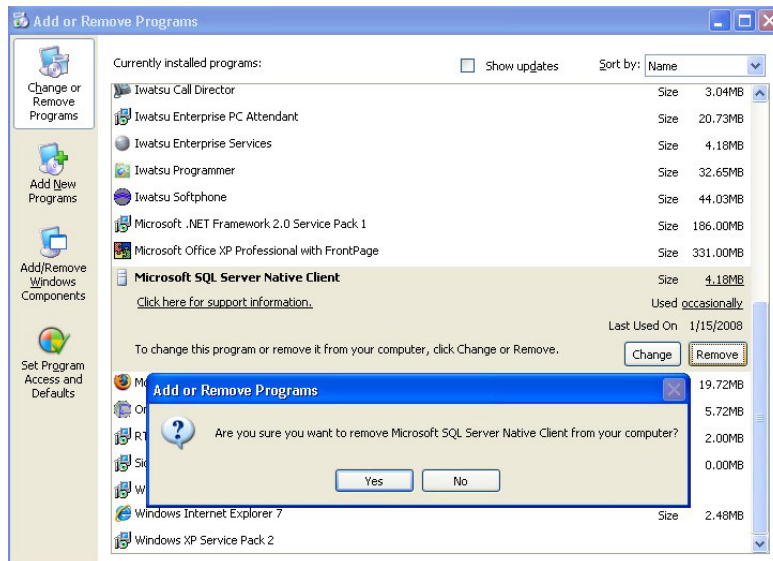 Add or Remove Programs
Change or
Remove
Programs
Add New
Programs
Add/Remove
Windows
Components
Set Program
Access and
Defaults
Currently installed programs:
Show updates
Sort by: Name
Iwatsu Call Director Size 3.04MB
Iwatsu Enterprise PC Attendant Size 20.73MB
Iwatsu Enterprise Services Size 4.18MB
Iwatsu Programmer Size 32.65MB
Iwatsu Softphone Size 44.03MB
Microsoft .NET Framework 2.0 Service Pack 1 Size 186.00MB
Microsoft Office XP Professional with FrontPage Size 331.00MB
Microsoft SQL Server Native Client Size 4.18MB
Click here for support information. Used occasionally
Last Used On 1/15/2008
To change this program or remove it from your computer, click Change or Remove. Change Remove
19.72MB
5.72MB
2.00MB
0.00MB
Add or Remove Programs
Are you sure you want to remove Microsoft SQL Server Native Client from your computer?
Yes No
Windows Internet Explorer 7 Size 2.48MB
Windows XP Service Pack 2